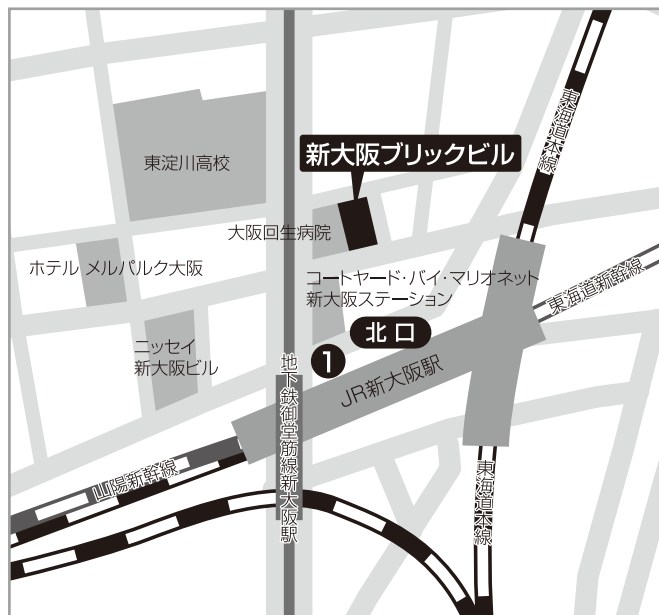 東海道本線
新大阪ブリックビル
東淀川高校
大阪回生病院
ホテル メルパルク大阪
コートヤード・バイ・マリオネット
新大阪ステーション
東海道新幹線
北口
ニッセイ
新大阪ビル
1
JR新大阪駅
地下鉄御堂筋線新大阪駅
山陽新幹線
東海道本線